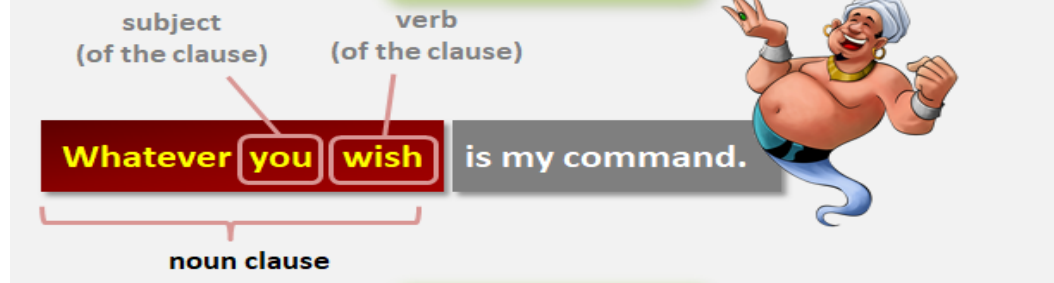 subject
(of the clause)
verb
(of the clause)
Whatever you wish is my command.
noun clause